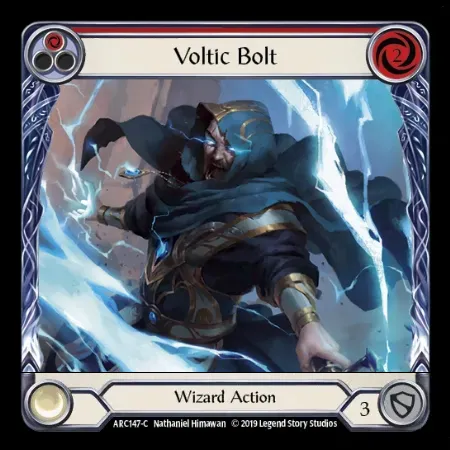 Voltic Bolt
2
Wizard Action
3
ARC147-C Nathaniel Himawan © 2019 Legend Story Studios